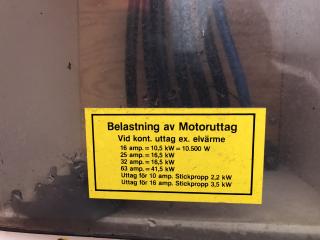 Belastning av Motoruttag
Vid kont. uttag ex. elvärme
16 amp. = 10,5 kW = 10.500 W
25 amp. = 16,5 kW
32 amp. = 16,5 kW
63 amp. = 41,5 kW
Uttag för 10 amp. Stickpropp 2,2 kW
Uttag för 16 amp. Stickpropp 3,5 kW